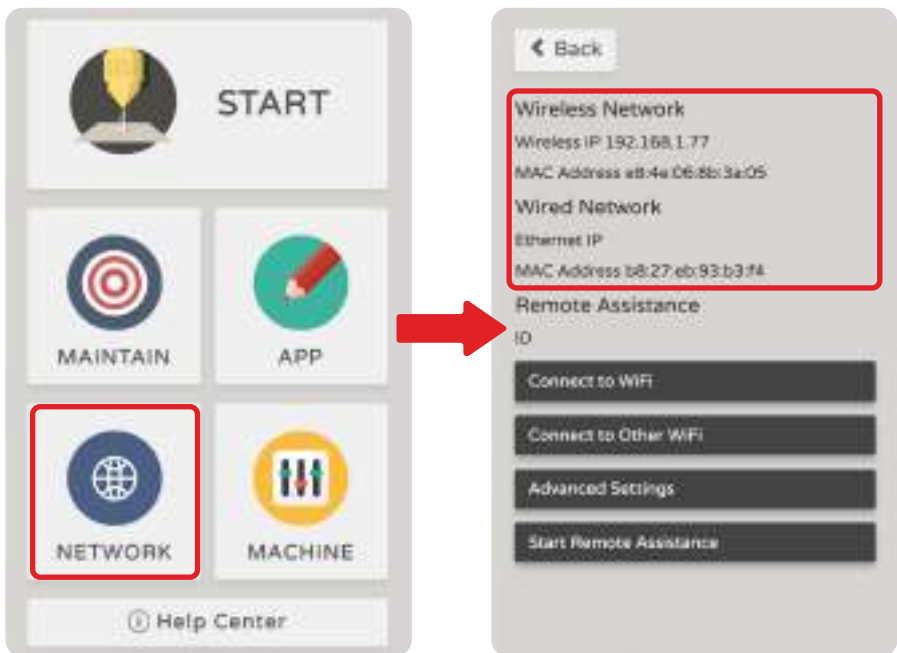 START
MAINTAIN
APP
NETWORK
MACHINE
Help Center
Back
Wireless Network
Wireless IP 192.168.1.77
MAC Address e8:4e:06:8b:3a:05
Wired Network
Ethernet IP
MAC Address b8:27:eb:93:b3:f4
Remote Assistance
ID
Connect to WiFi
Connect to Other WiFi
Advanced Settings
Start Remote Assistance